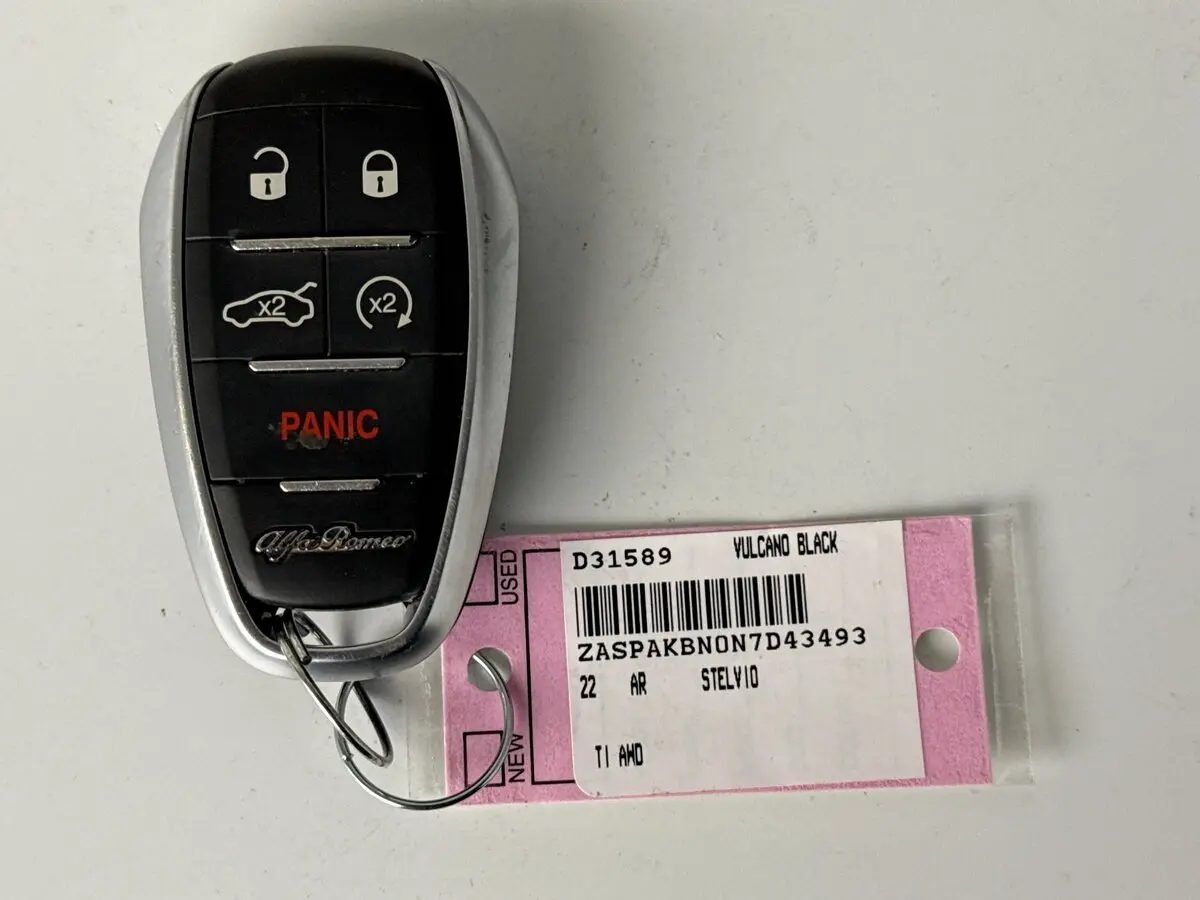 x2 x2
PANIC
Alfa Romeo
USED
NEW
D31589 VULCANO BLACK
ZASPAKBN0N7D43493
22 AR STELVIO
TI AWD